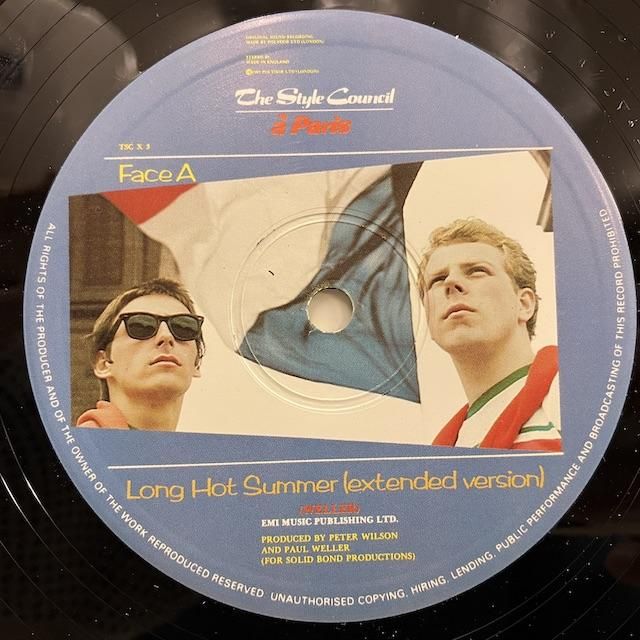 ORIGINAL SOUND RECORDING
MADE BY POLYDOR LTD (LONDON)
MADE IN ENGLAND
The Style Council
à Paris
TSC X 3
Face A
Long Hot Summer (extended version)
(WELLER)
EMI MUSIC PUBLISHING LTD.
PRODUCED BY PETER WILSON
AND PAUL WELLER
(FOR SOLID BOND PRODUCTIONS)
ALL RIGHTS OF THE PRODUCER AND OF THE OWNER OF THE WORK REPRODUCED RESERVED UNAUTHORISED COPYING, HIRING, LENDING, PUBLIC PERFORMANCE AND BROADCASTING OF THIS RECORD PROHIBITED